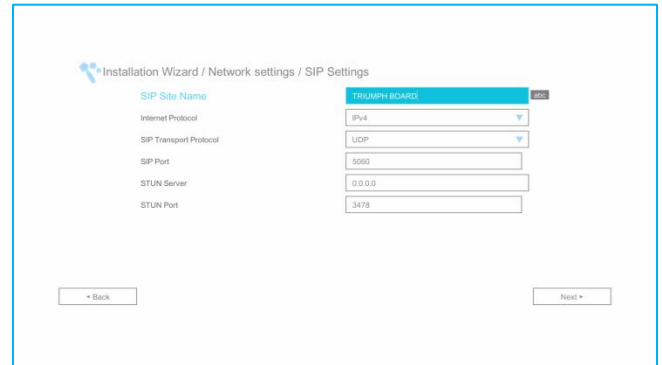 Installation Wizard / Network settings / SIP Settings
SIP Site Name TRIUMPH BOARD abc
Internet Protocol IPv4
SIP Transport Protocol UDP
SIP Port 5060
STUN Server 0.0.0.0
STUN Port 3478
Back Next